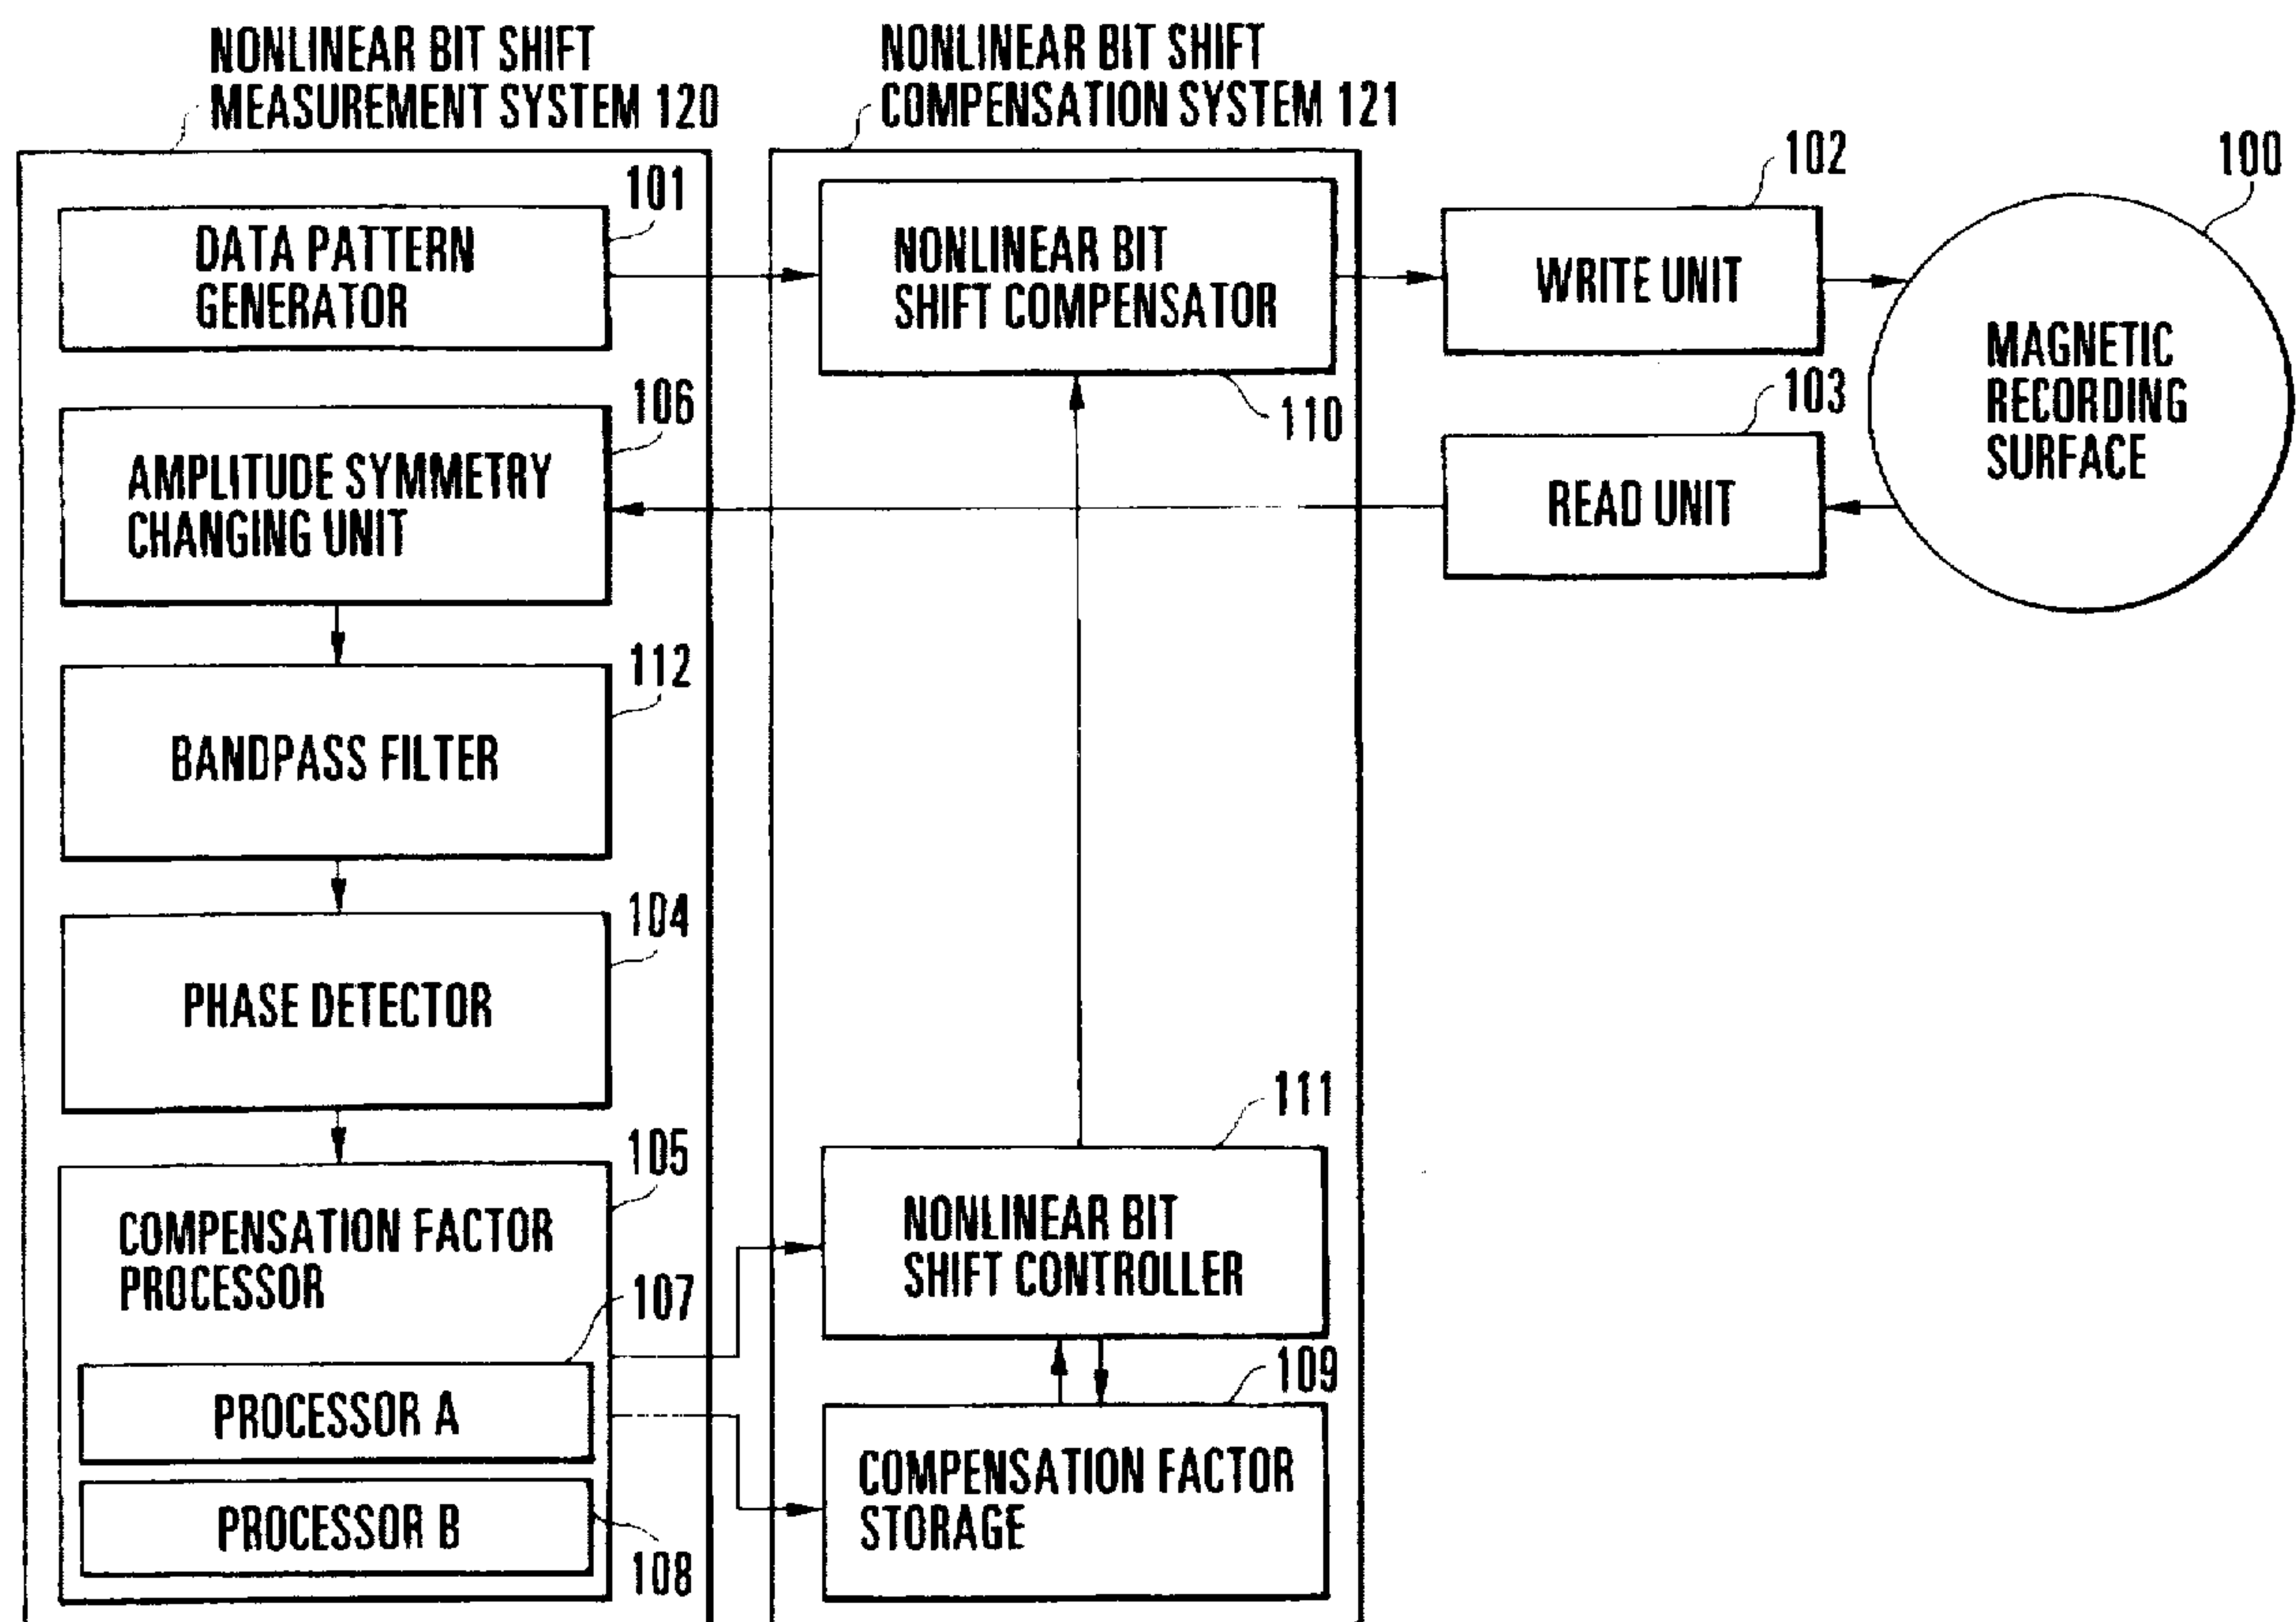 NONLINEAR BIT SHIFT
MEASUREMENT SYSTEM 120
NONLINEAR BIT SHIFT
COMPENSATION SYSTEM 121
101
DATA PATTERN
GENERATOR
NONLINEAR BIT
SHIFT COMPENSATOR
110
102
WRITE UNIT
100
MAGNETIC
RECORDING
SURFACE
103
READ UNIT
106
AMPLITUDE SYMMETRY
CHANGING UNIT
112
BANDPASS FILTER
104
PHASE DETECTOR
105
COMPENSATION FACTOR
PROCESSOR
107
PROCESSOR A
PROCESSOR B
108
111
NONLINEAR BIT
SHIFT CONTROLLER
109
COMPENSATION FACTOR
STORAGE